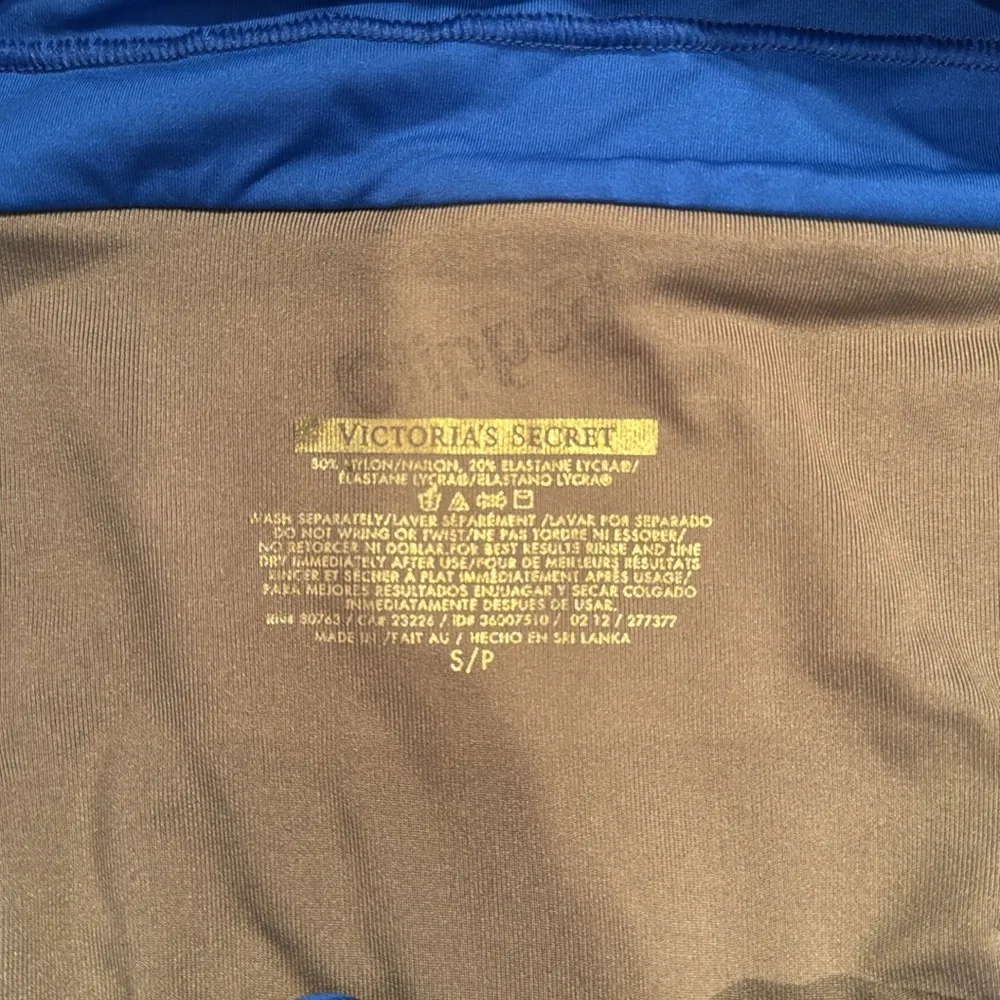 VICTORIA'S SECRET
80% NYLON/NAILON, 20% ELASTANE LYCRA®/
ÉLASTANE LYCRA®/ELASTANO LYCRA®
WASH SEPARATELY/LAVER SÉPARÉMENT /LAVAR POR SEPARADO
DO NOT WRING OR TWIST/NE PAS TORDRE NI ESSORER/
NO RETORCER NI DOBLAR.FOR BEST RESULTS RINSE AND LINE
DRY IMMEDIATELY AFTER USE/POUR DE MEILLEURS RÉSULTATS
RINCER ET SÉCHER À PLAT IMMÉDIATEMENT APRÈS USAGE/
PARA MEJORES RESULTADOS ENJUAGAR Y SECAR COLGADO
INMEDIATAMENTE DESPUES DE USAR.
RN# 80763 / CA# 23226 / ID# 36007510 / 02 12 / 277377
MADE IN /FAIT AU / HECHO EN SRI LANKA
S/P